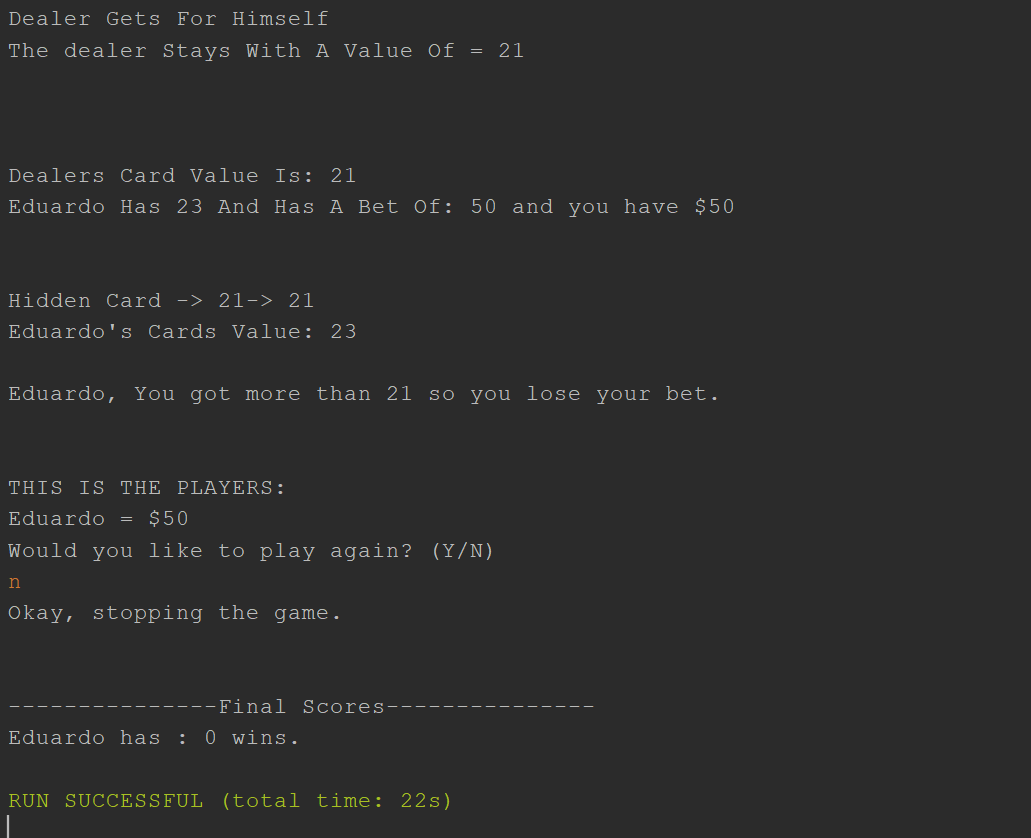 Dealer Gets For Himself
The dealer Stays With A Value Of = 21
Dealers Card Value Is: 21
Eduardo Has 23 And Has A Bet Of: 50 and you have $50
Hidden Card -> 21-> 21
Eduardo's Cards Value: 23
Eduardo, You got more than 21 so you lose your bet.
THIS IS THE PLAYERS:
Eduardo = $50
Would you like to play again? (Y/N)
n
Okay, stopping the game.
---------------Final Scores---------------
Eduardo has : 0 wins.
RUN SUCCESSFUL (total time: 22s)